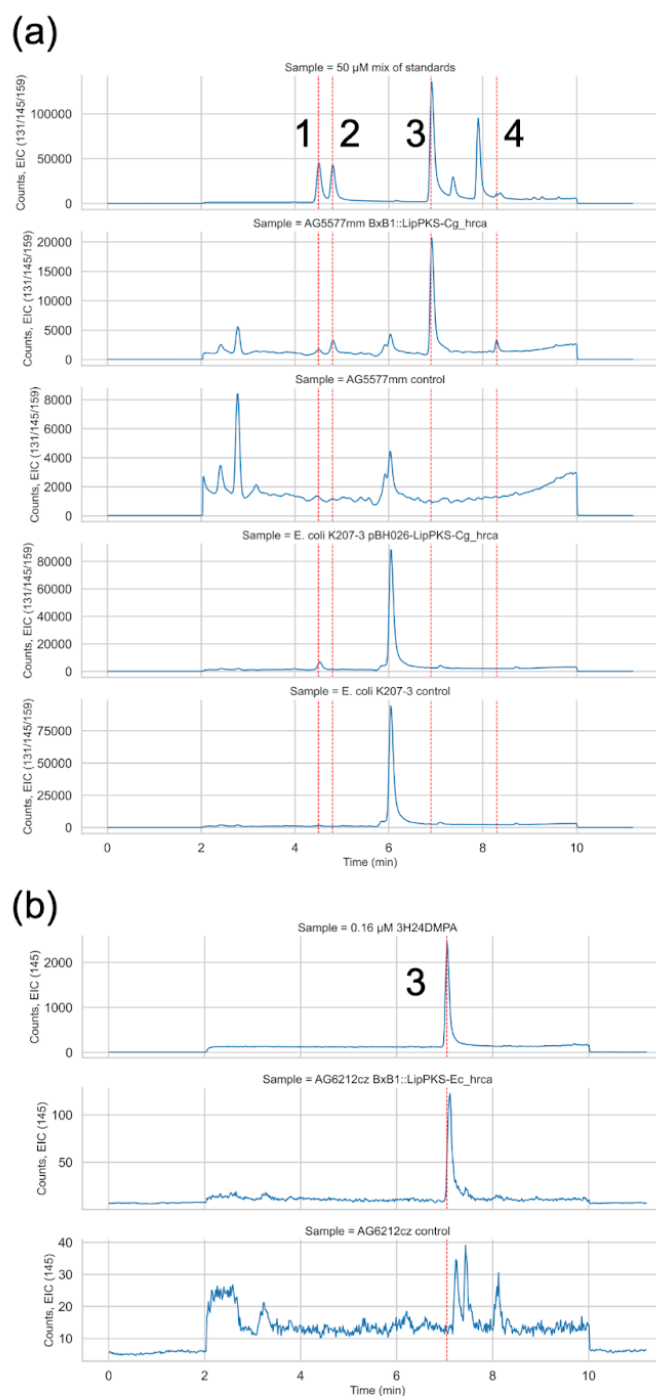 (a)
Sample = 50 µM mix of standards
Counts, EIC (131/145/159)
100000
50000
0
1 2 3 4
Sample = AG5577mm BxB1::LipPKS-Cg_hrca
Counts, EIC (131/145/159)
20000
15000
10000
5000
0
Sample = AG5577mm control
Counts, EIC (131/145/159)
8000
6000
4000
2000
0
Sample = E. coli K207-3 pBH026-LipPKS-Cg_hrca
Counts, EIC (131/145/159)
80000
60000
40000
20000
0
Sample = E. coli K207-3 control
Counts, EIC (131/145/159)
75000
50000
25000
0
0 2 4 6 8 10
Time (min)
(b)
Sample = 0.16 µM 3H24DMPA
Counts, EIC (145)
2000
1000
0
3
Sample = AG6212cz BxB1::LipPKS-Ec_hrca
Counts, EIC (145)
100
50
0 2 4 6 8 10
Sample = AG6212cz control
Counts, EIC (145)
40
30
20
10
0 2 4 6 8 10
Time (min)